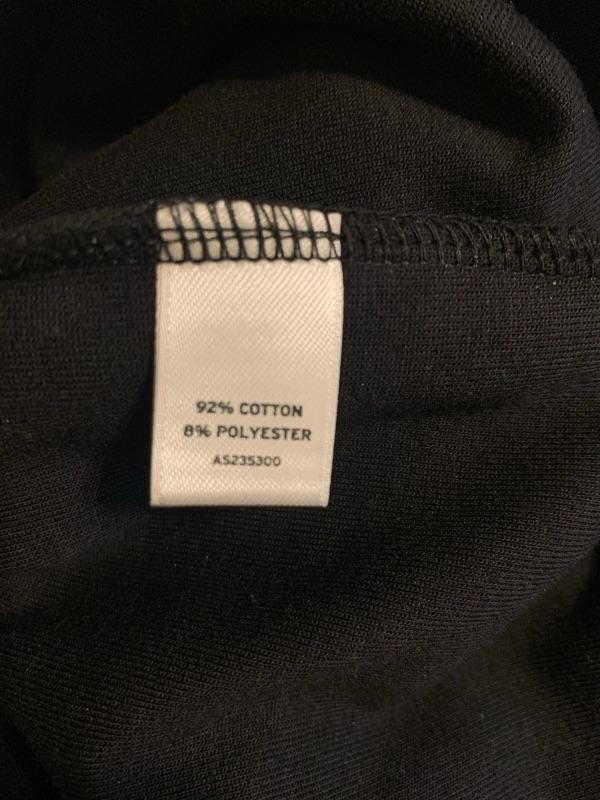 92% COTTON
8% POLYESTER
AS235300